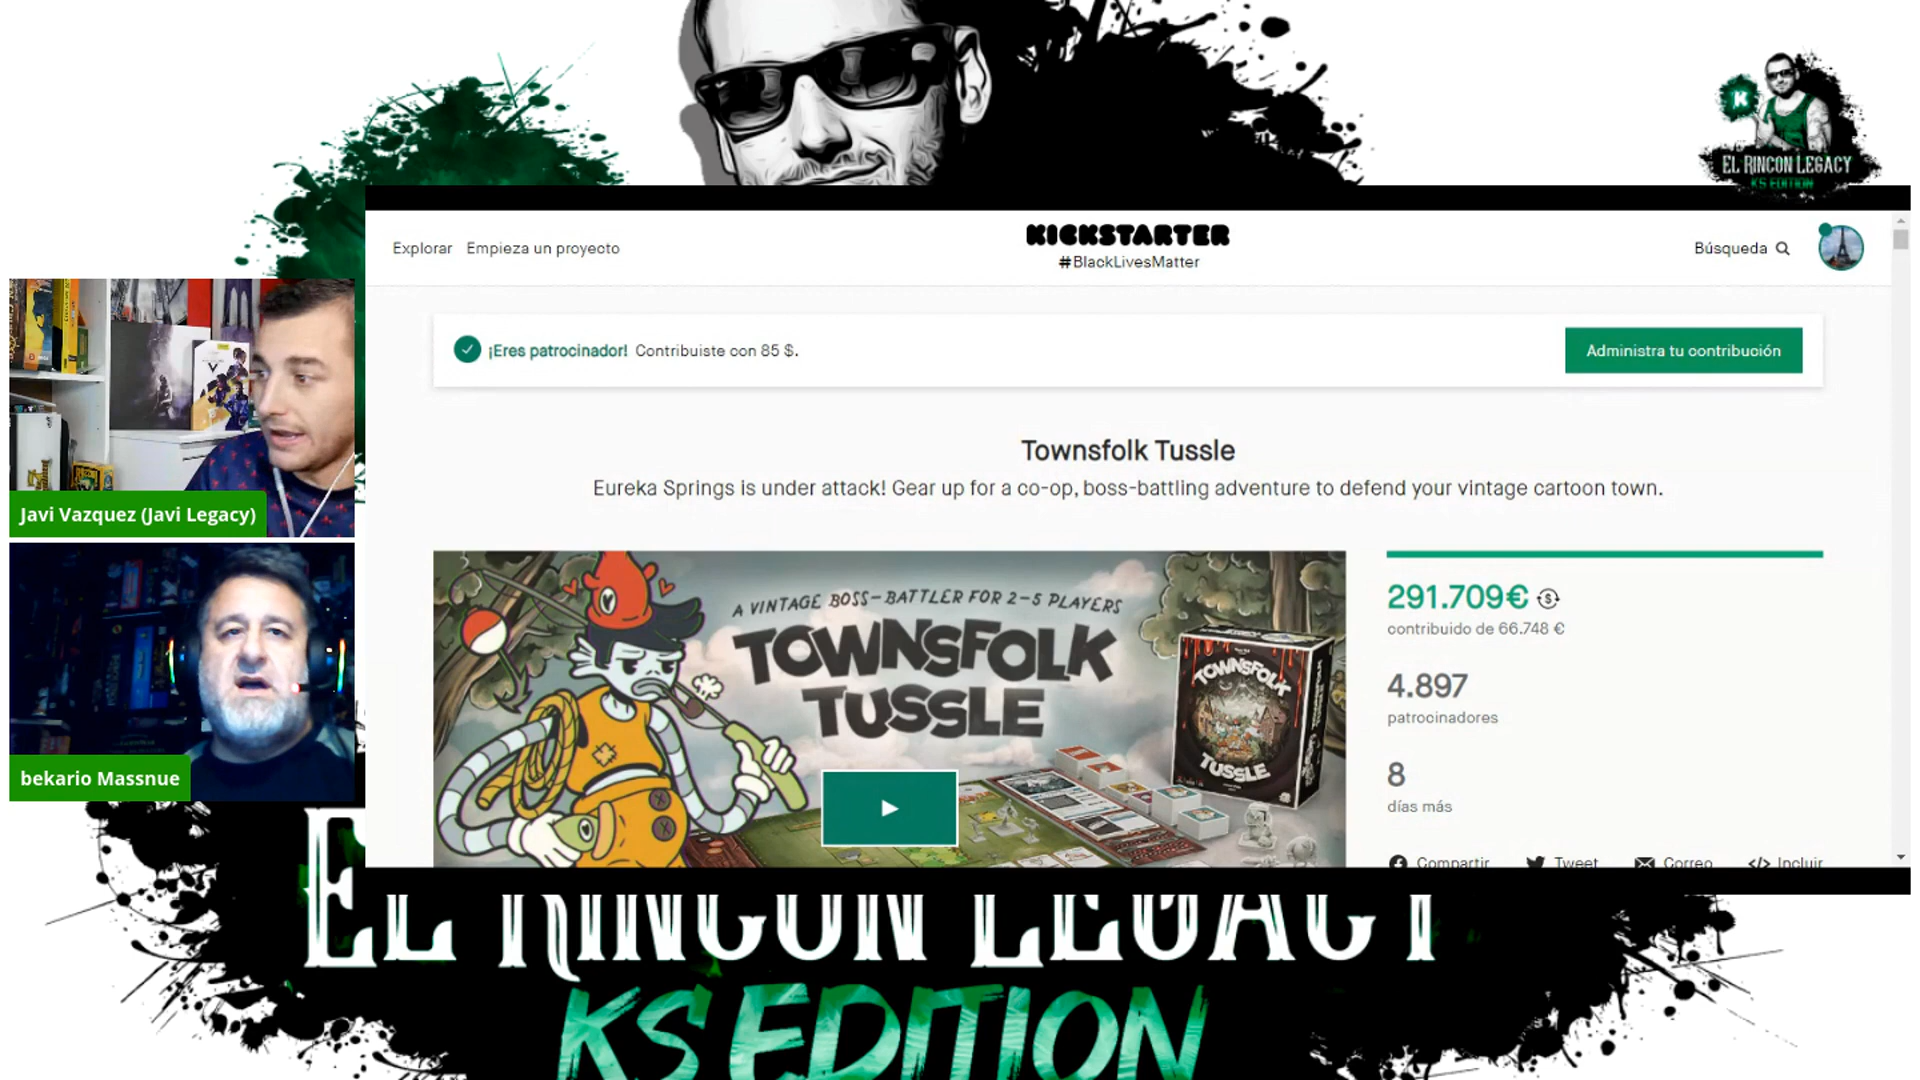 EL RINCON LEGACY
KS EDITION
Explorar Empieza un proyecto
KICKSTARTER
#BlackLivesMatter
Búsqueda
¡Eres patrocinador! Contribuiste con 85 $.
Administra tu contribución
Townsfolk Tussle
Eureka Springs is under attack! Gear up for a co-op, boss-battling adventure to defend your vintage cartoon town.
A VINTAGE BOSS-BATTLER FOR 2-5 PLAYERS
TOWNSFOLK
TUSSLE
TOWNSFOLK
TUSSLE
291.709€
contribuido de 66.748 €
4.897
patrocinadores
8
días más
Compartir Tweet Correo </> Incluir
Javi Vazquez (Javi Legacy)
bekario Massnue
EL RINCON LEGACY
KS EDITION